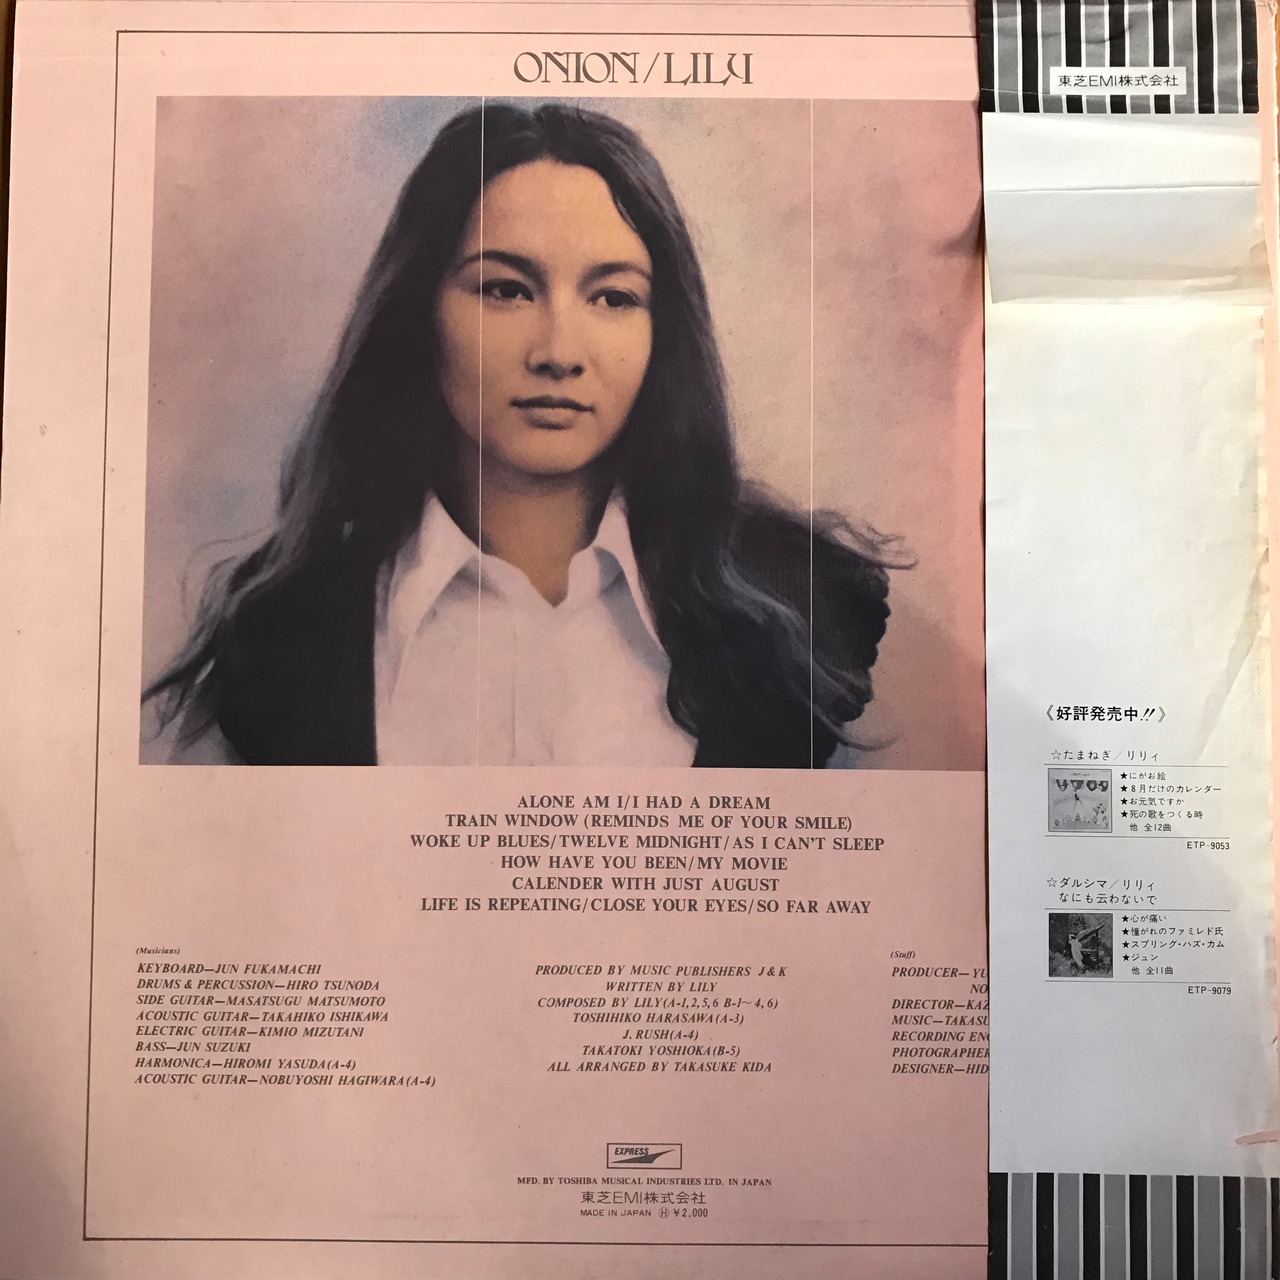 ONION/LILY
東芝EMI株式会社
ALONE AM I/I HAD A DREAM
TRAIN WINDOW (REMINDS ME OF YOUR SMILE)
WOKE UP BLUES/TWELVE MIDNIGHT/AS I CAN'T SLEEP
HOW HAVE YOU BEEN/MY MOVIE
CALENDER WITH JUST AUGUST
LIFE IS REPEATING/CLOSE YOUR EYES/SO FAR AWAY
(Musicians)
KEYBOARD—JUN FUKAMACHI
DRUMS & PERCUSSION—HIRO TSUNODA
SIDE GUITAR—MASATSUGU MATSUMOTO
ACOUSTIC GUITAR—TAKAHIKO ISHIKAWA
ELECTRIC GUITAR—KIMIO MIZUTANI
BASS—JUN SUZUKI
HARMONICA—HIROMI YASUDA(A-4)
ACOUSTIC GUITAR—NOBUYOSHI HAGIWARA(A-4)
PRODUCED BY MUSIC PUBLISHERS J&K
WRITTEN BY LILY
COMPOSED BY LILY(A-1,2,5,6 B-1~4,6)
TOSHIHIKO HARASAWA(A-3)
J. RUSH(A-4)
TAKATOKI YOSHIOKA(B-5)
ALL ARRANGED BY TAKASUKE KIDA
(Stuff)
PRODUCER—YU
NO
DIRECTOR—KAZ
MUSIC—TAKASU
RECORDING ENG
PHOTOGRAPHER
DESIGNER—HID
EXPRESS
MFD. BY TOSHIBA MUSICAL INDUSTRIES LTD. IN JAPAN
東芝EMI株式会社
MADE IN JAPAN Ⓗ ¥2,000
《好評発売中!!》
☆たまねぎ／リリィ
★にがお絵
★8月だけのカレンダー
★お元気ですか
★死の歌をつくる時
他 全12曲
ETP-9053
☆ダルシマ／リリィ
なにも云わないで
★心が痛い
★憧がれのファミレド氏
★スプリング・ハズ・カム
★ジュン
他 全11曲
ETP-9079